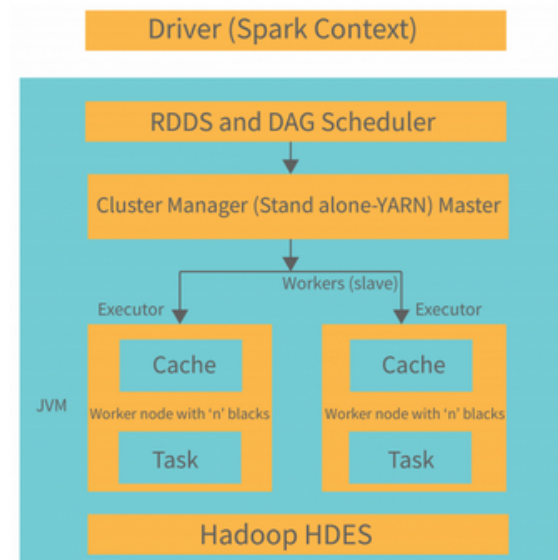 Driver (Spark Context)
RDDS and DAG Scheduler
Cluster Manager (Stand alone-YARN) Master
Workers (slave)
Executor
Executor
Cache
Cache
JVM
Worker node with ‘n’ blacks
Worker node with ‘n’ blacks
Task
Task
Hadoop HDES